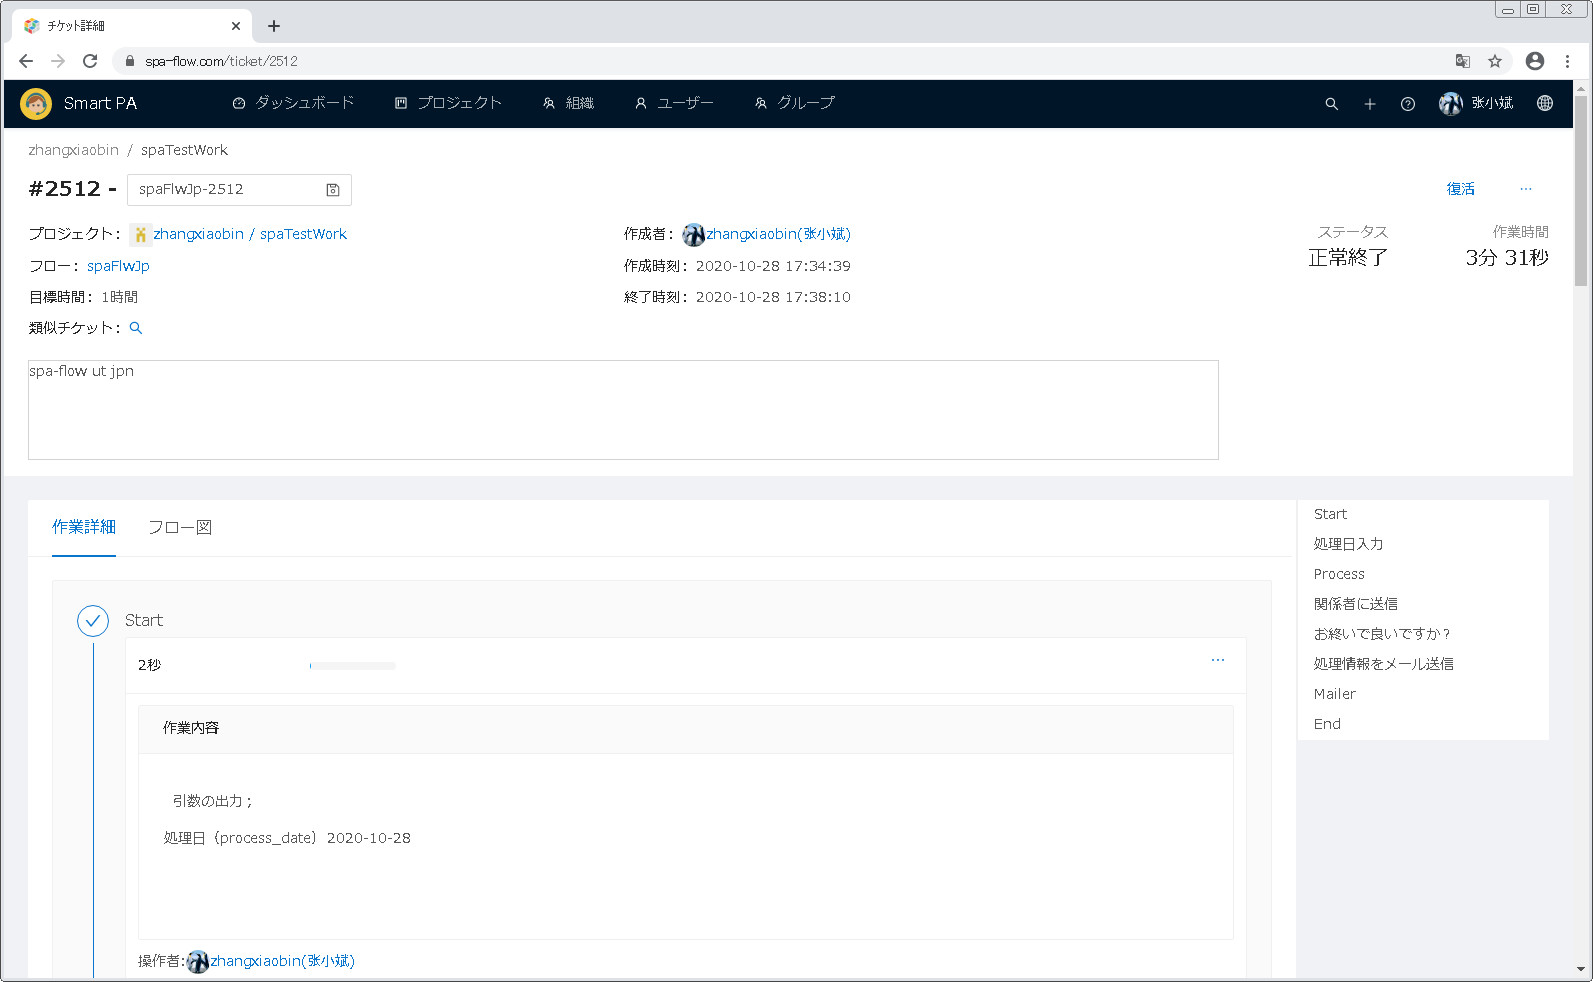 チケット詳細
spa-flow.com/ticket/2512
Smart PA ダッシュボード プロジェクト 組織 ユーザー グループ 张小斌
zhangxiaobin / spaTestWork
#2512 - spaFlwJp-2512 復活 ...
プロジェクト: zhangxiaobin / spaTestWork 作成者: zhangxiaobin(张小斌) ステータス 作業時間
正常終了 3分 31秒
フロー: spaFlwJp 作成時刻: 2020-10-28 17:34:39
目標時間: 1時間 終了時刻: 2020-10-28 17:38:10
類似チケット:
spa-flow ut jpn
作業詳細 フロー図
Start
2秒 ...
作業内容
引数の出力;
処理日（process_date）2020-10-28
操作者:zhangxiaobin(张小斌)
Start
処理日入力
Process
関係者に送信
お終いで良いですか？
処理情報をメール送信
Mailer
End